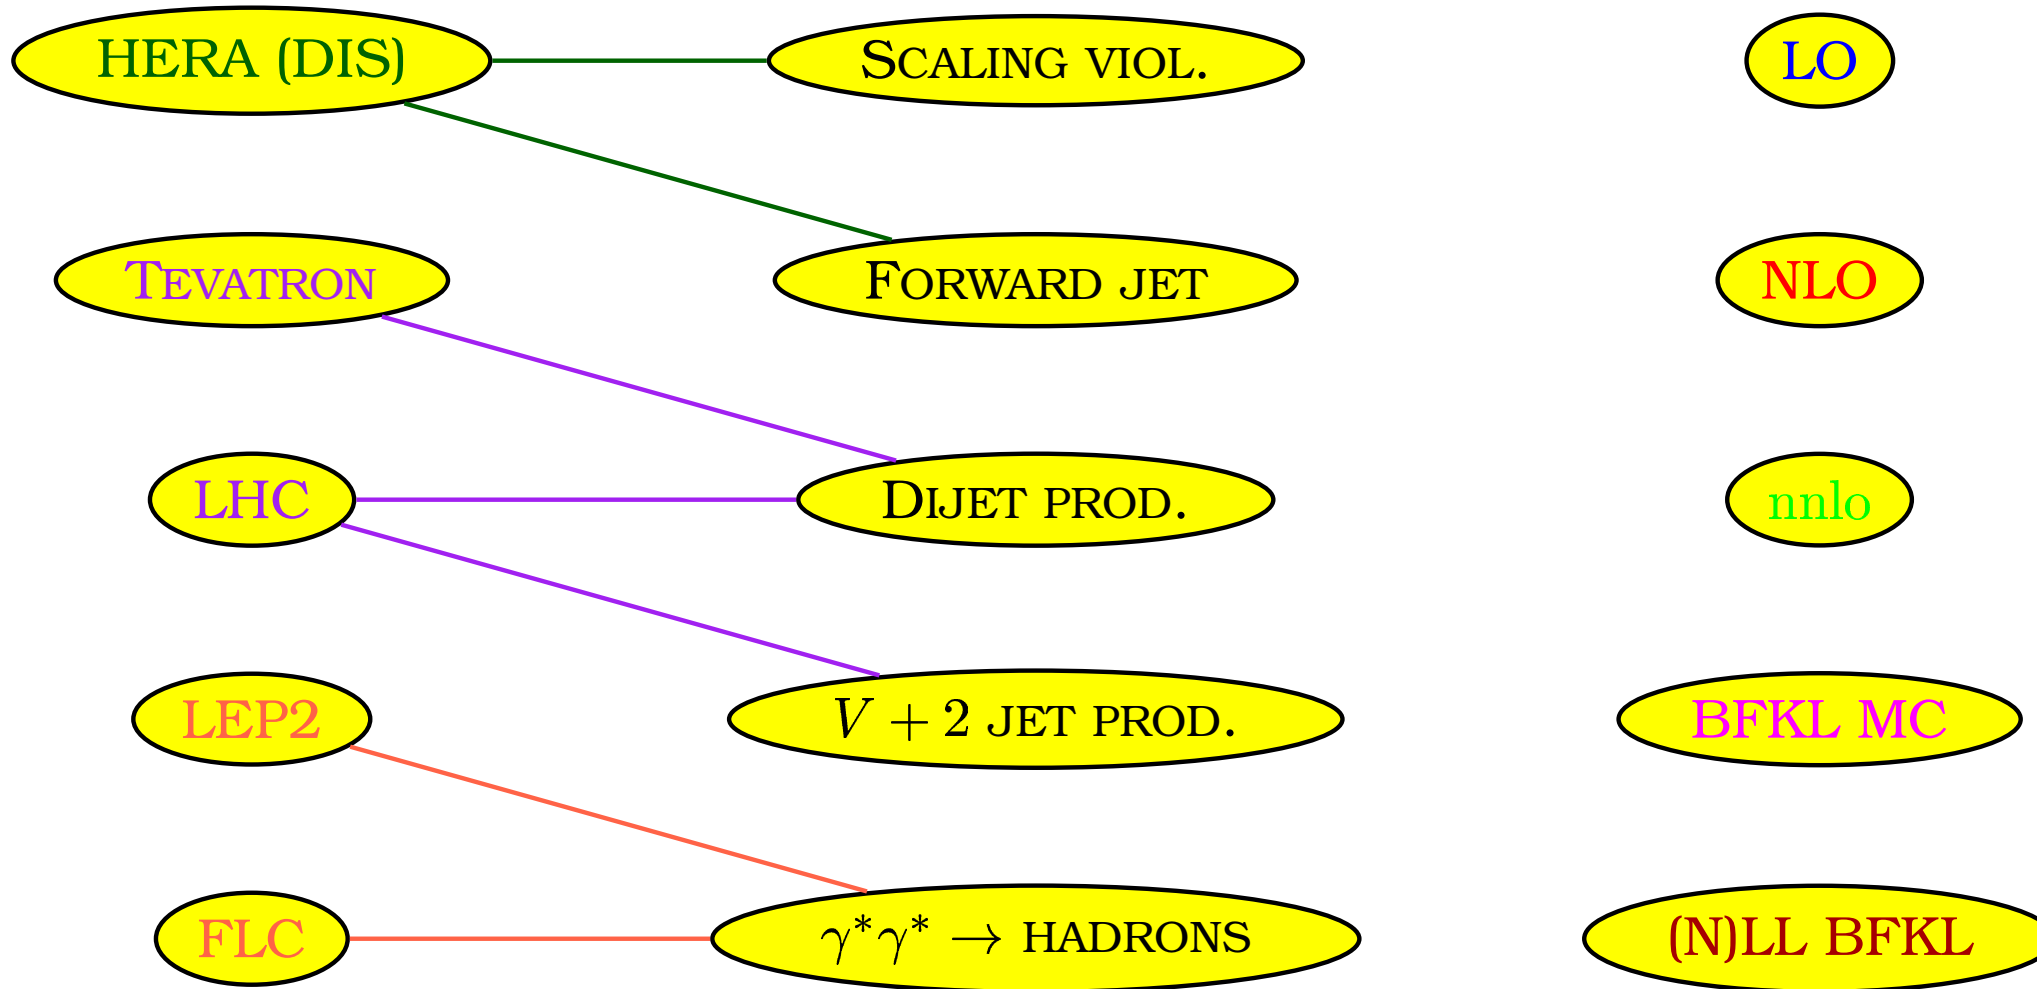 HERA (DIS)
SCALING VIOL.
LO
TEVATRON
FORWARD JET
NLO
LHC
DIJET PROD.
nnlo
LEP2
V + 2 JET PROD.
BFKL MC
FLC
γ*γ* → HADRONS
(N)LL BFKL